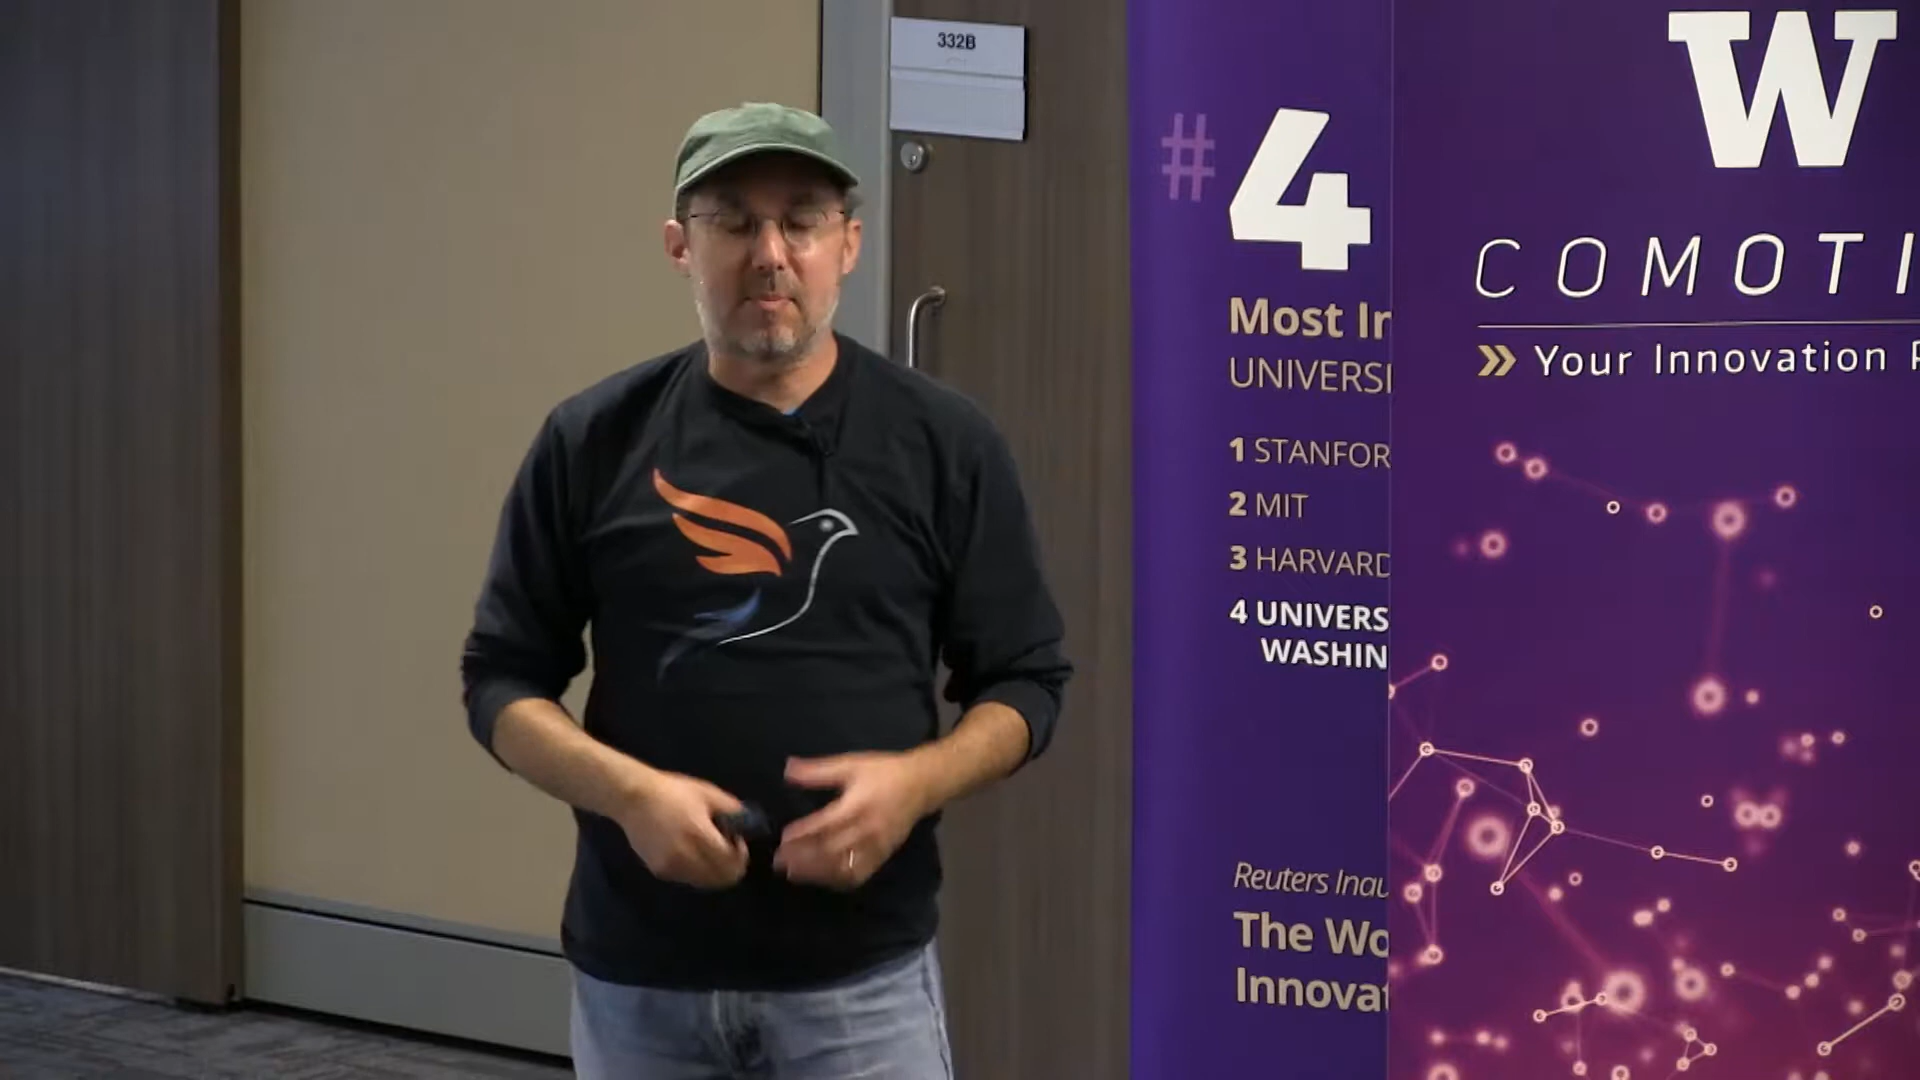 332B
#4
Most In
UNIVERSI
1 STANFOR
2 MIT
3 HARVARD
4 UNIVERS
WASHIN
Reuters Inau
The Wo
Innovat
W
COMOTI
Your Innovation P